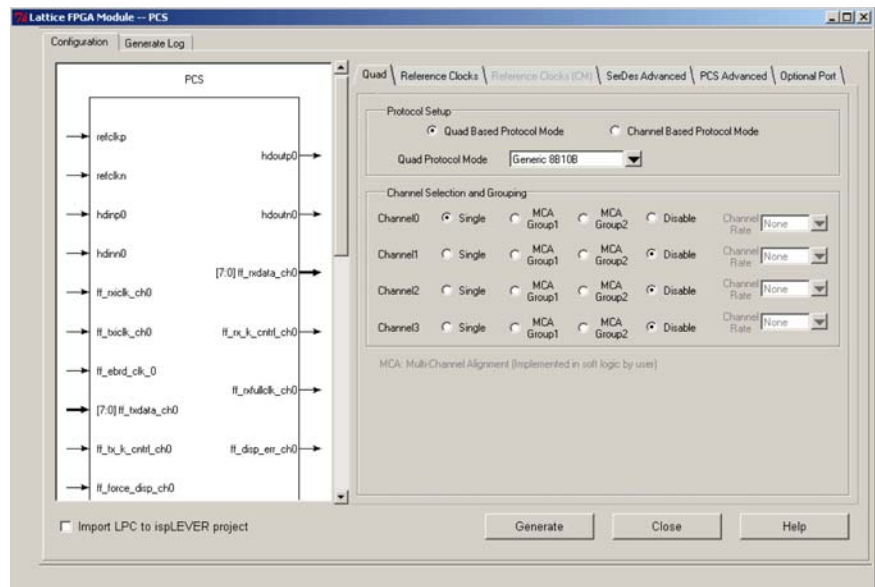 Lattice FPGA Module -- PCS
Configuration Generate Log
PCS
refclkp
hdoutp0
refclkn
hdinp0 hdoutn0
hdinn0
[7:0] ff_rxdata_ch0
ff_rxiclk_ch0
ff_txiclk_ch0 ff_rx_k_cntrl_ch0
ff_ebrd_clk_0
ff_rxfullclk_ch0
[7:0] ff_txdata_ch0
ff_tx_k_cntrl_ch0 ff_disp_err_ch0
ff_force_disp_ch0
Quad Reference Clocks Reference Clocks (CM) SerDes Advanced PCS Advanced Optional Port
Protocol Setup
Quad Based Protocol Mode Channel Based Protocol Mode
Quad Protocol Mode Generic 8B10B
Channel Selection and Grouping
Channel0 Single MCA Group1 MCA Group2 Disable Channel Rate None
Channel1 Single MCA Group1 MCA Group2 Disable Channel Rate None
Channel2 Single MCA Group1 MCA Group2 Disable Channel Rate None
Channel3 Single MCA Group1 MCA Group2 Disable Channel Rate None
MCA: Multi-Channel Alignment (Implemented in soft logic by user)
Import LPC to ispLEVER project
Generate Close Help